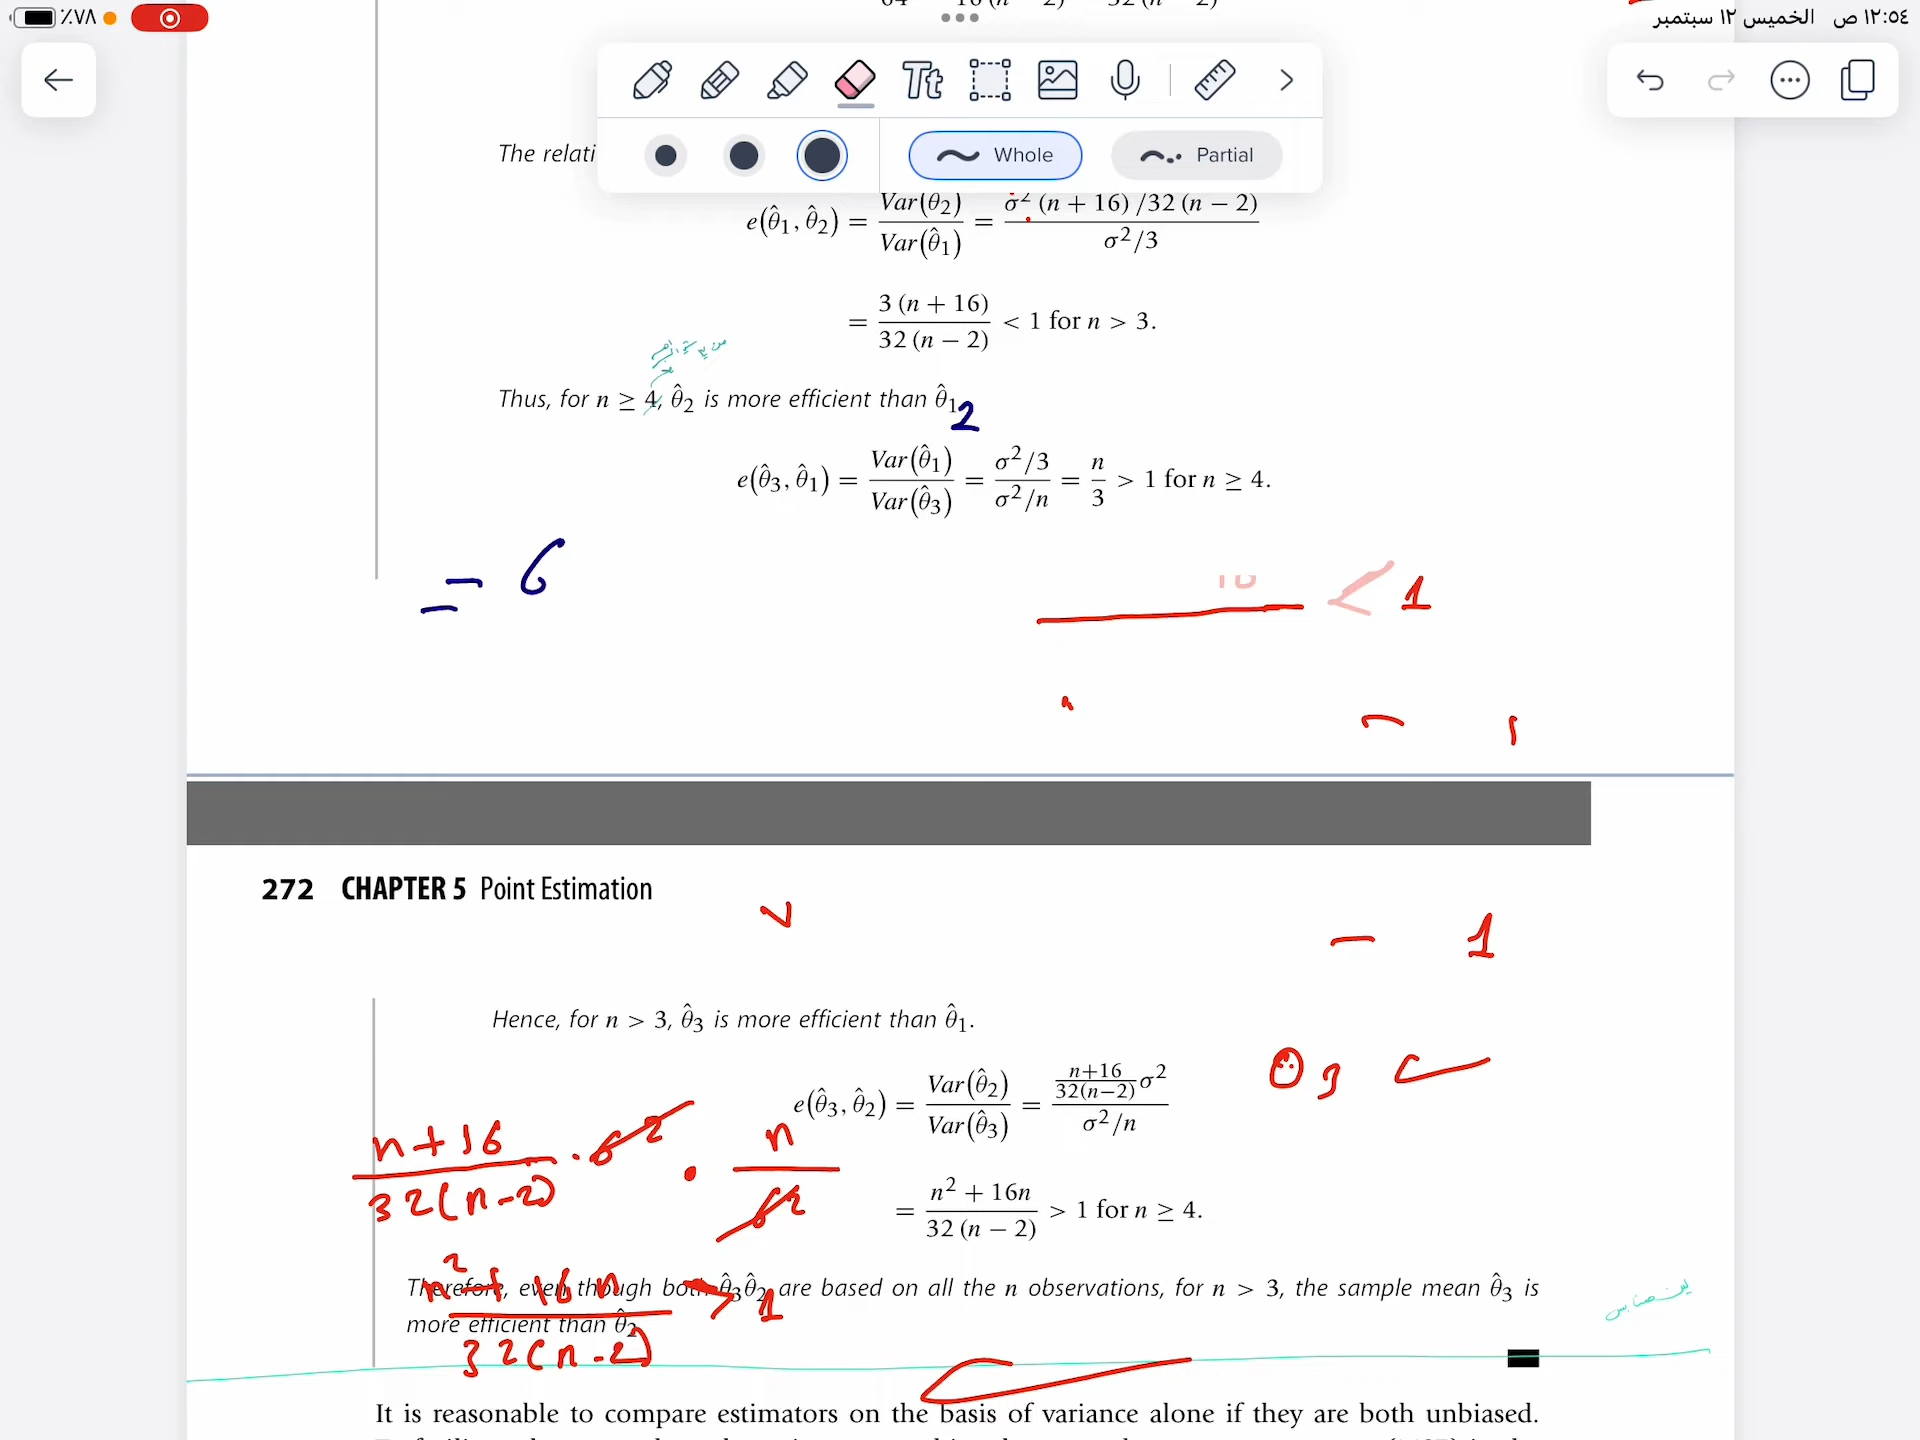 ٪٧٨
١٢:٥٤ ص الخميس ١٢ سبتمبر
Tt
Whole
Partial
The relati
e(θ̂1, θ̂2) = Var(θ̂2) / Var(θ̂1) = σ² (n + 16) /32 (n − 2) / σ²/3
= 3 (n + 16) / 32 (n − 2) < 1 for n > 3.
Thus, for n ≥ 4, θ̂2 is more efficient than θ̂1
2
e(θ̂3, θ̂1) = Var(θ̂1) / Var(θ̂3) = σ²/3 / σ²/n = n / 3 > 1 for n ≥ 4.
= 6
< 1
272 CHAPTER 5 Point Estimation
− 1
Hence, for n > 3, θ̂3 is more efficient than θ̂1.
e(θ̂3, θ̂2) = Var(θ̂2) / Var(θ̂3) = n+16 / 32(n−2) σ² / σ²/n
n + 16 / 32(n-2) · σ² · n / σ²
= n² + 16n / 32 (n − 2) > 1 for n ≥ 4.
n² + 16n / 32(n-2) > 1
Therefore, even though both θ̂3 θ̂2 are based on all the n observations, for n > 3, the sample mean θ̂3 is
more efficient than θ̂2
It is reasonable to compare estimators on the basis of variance alone if they are both unbiased.